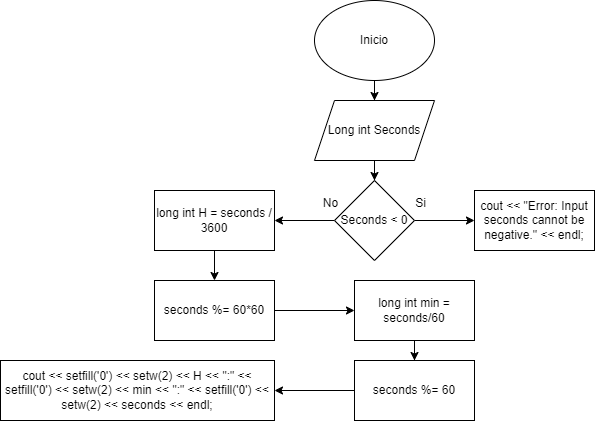 Inicio
Long int Seconds
Seconds < 0
No
Si
long int H = seconds /
3600
cout << "Error: Input
seconds cannot be
negative." << endl;
seconds %= 60*60
long int min =
seconds/60
seconds %= 60
cout << setfill('0') << setw(2) << H << ":" <<
setfill('0') << setw(2) << min << ":" << setfill('0') <<
setw(2) << seconds << endl;